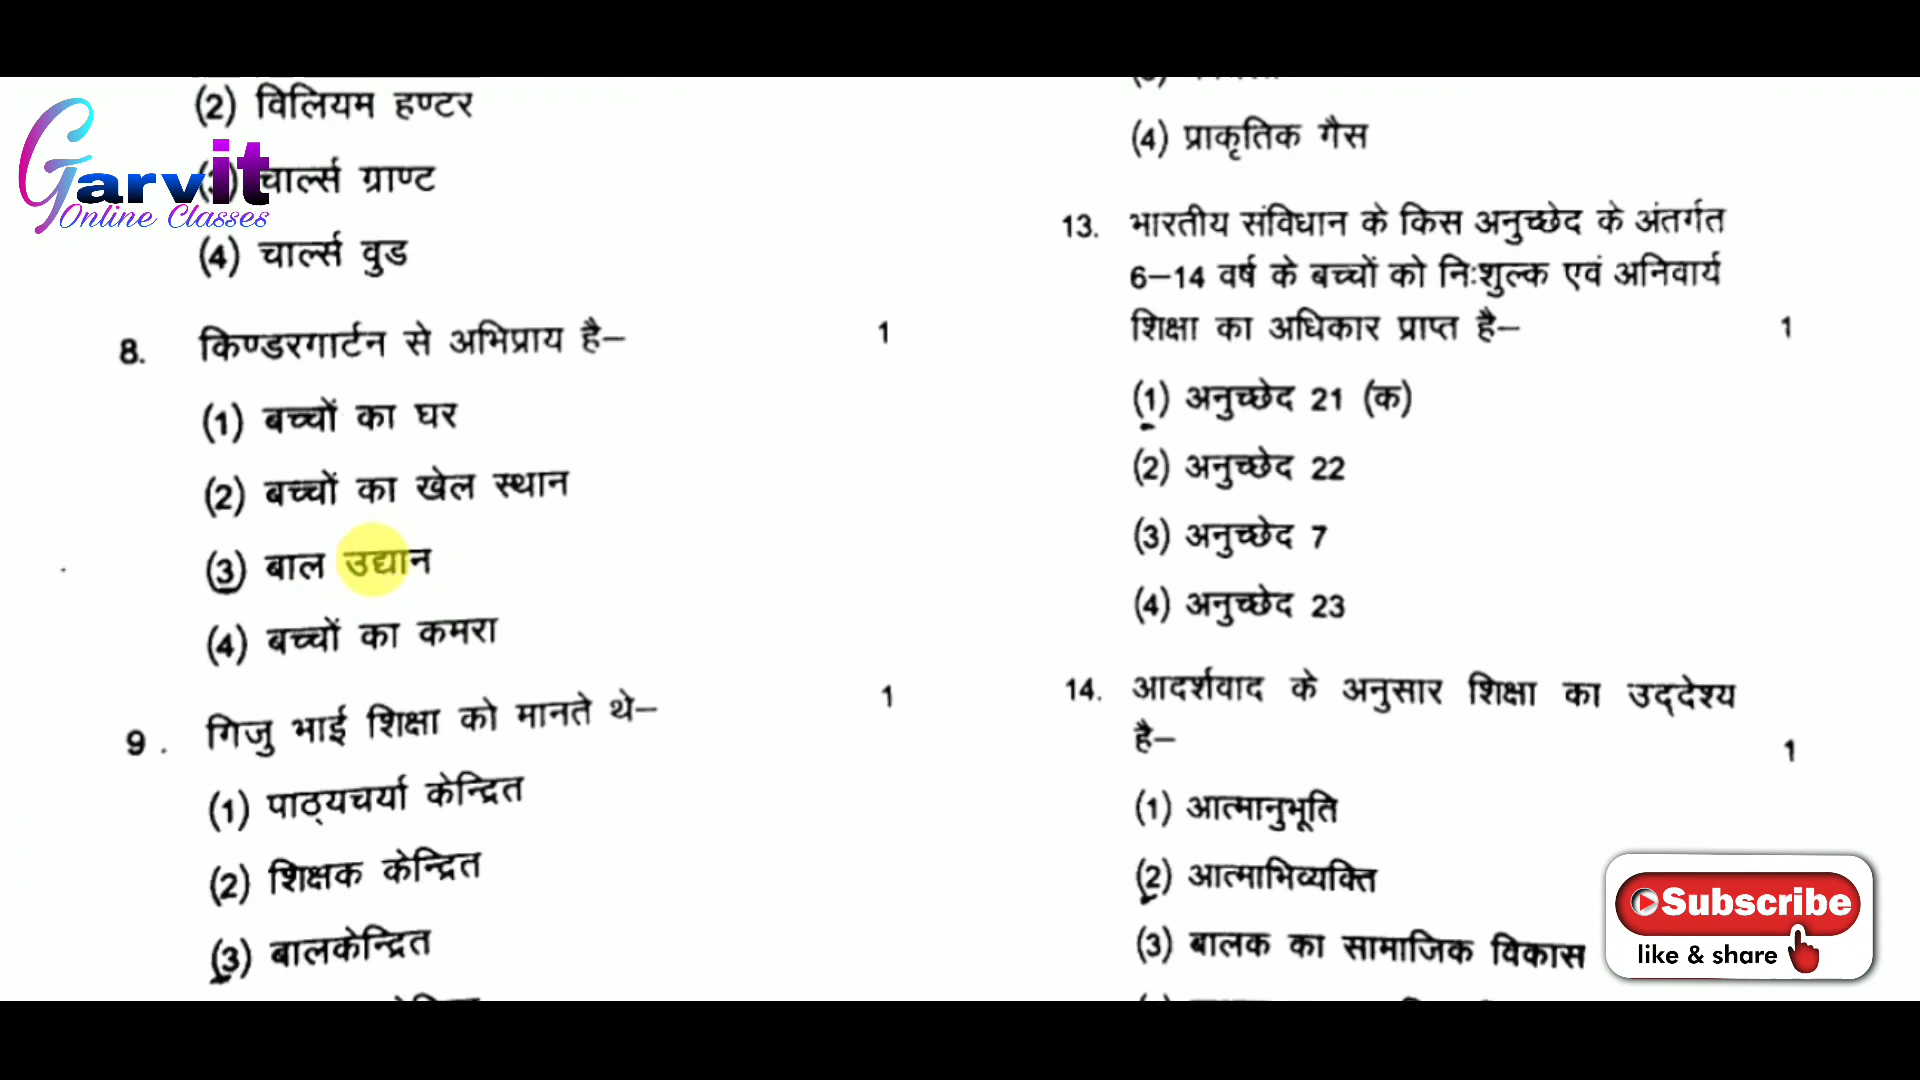 Garvit
Online Classes
(2) विलियम हण्टर
चार्ल्स ग्राण्ट
(4) चार्ल्स वुड
8. किण्डरगार्टन से अभिप्राय है– 1
(1) बच्चों का घर
(2) बच्चों का खेल स्थान
(3) बाल उद्यान
(4) बच्चों का कमरा
9. गिजु भाई शिक्षा को मानते थे– 1
(1) पाठ्यचर्या केन्द्रित
(2) शिक्षक केन्द्रित
(3) बालकेन्द्रित
(4) प्राकृतिक गैस
13. भारतीय संविधान के किस अनुच्छेद के अंतर्गत
6–14 वर्ष के बच्चों को निःशुल्क एवं अनिवार्य
शिक्षा का अधिकार प्राप्त है– 1
(1) अनुच्छेद 21 (क)
(2) अनुच्छेद 22
(3) अनुच्छेद 7
(4) अनुच्छेद 23
14. आदर्शवाद के अनुसार शिक्षा का उद्देश्य
है– 1
(1) आत्मानुभूति
(2) आत्माभिव्यक्ति
(3) बालक का सामाजिक विकास
Subscribe
like & share